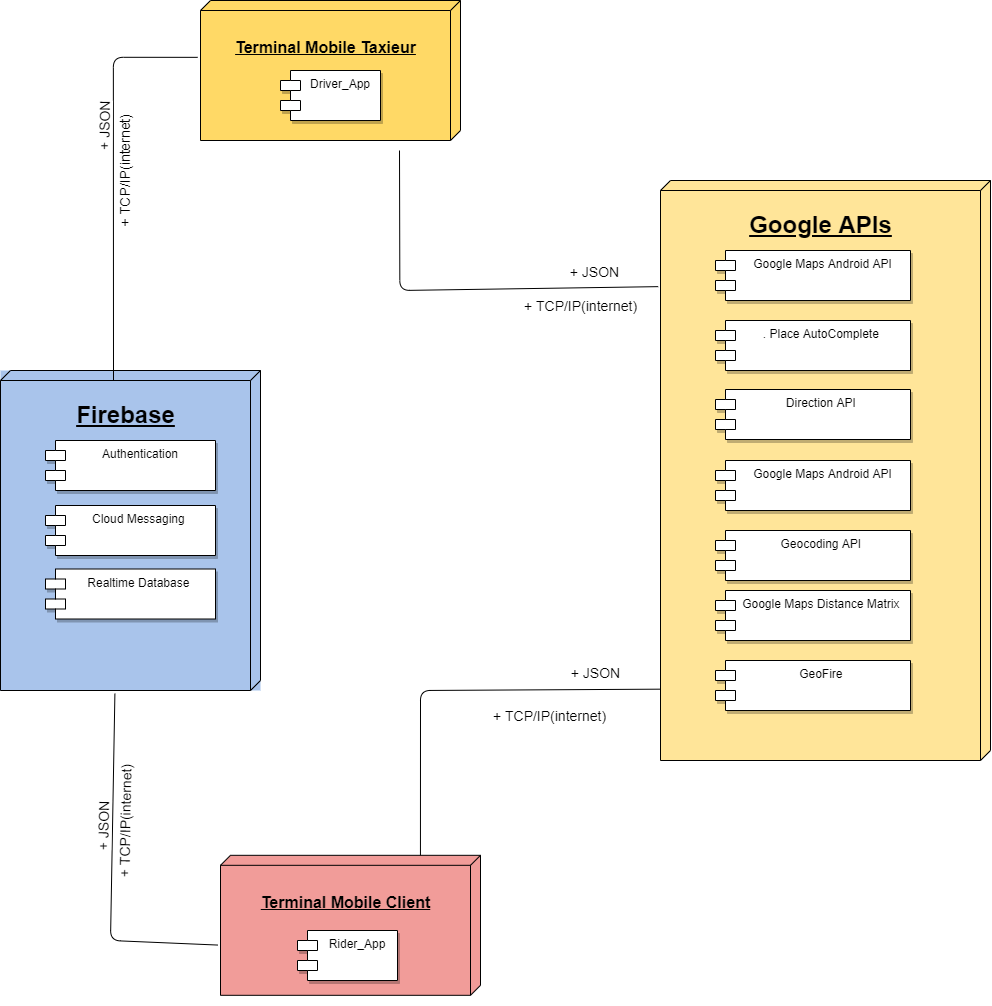 Terminal Mobile Taxieur
Driver_App
+ JSON
+ TCP/IP(internet)
+ JSON
+ TCP/IP(internet)
Google APIs
Google Maps Android API
. Place AutoComplete
Direction API
Google Maps Android API
Geocoding API
Google Maps Distance Matrix
GeoFire
Firebase
Authentication
Cloud Messaging
Realtime Database
+ JSON
+ TCP/IP(internet)
+ JSON
+ TCP/IP(internet)
Terminal Mobile Client
Rider_App